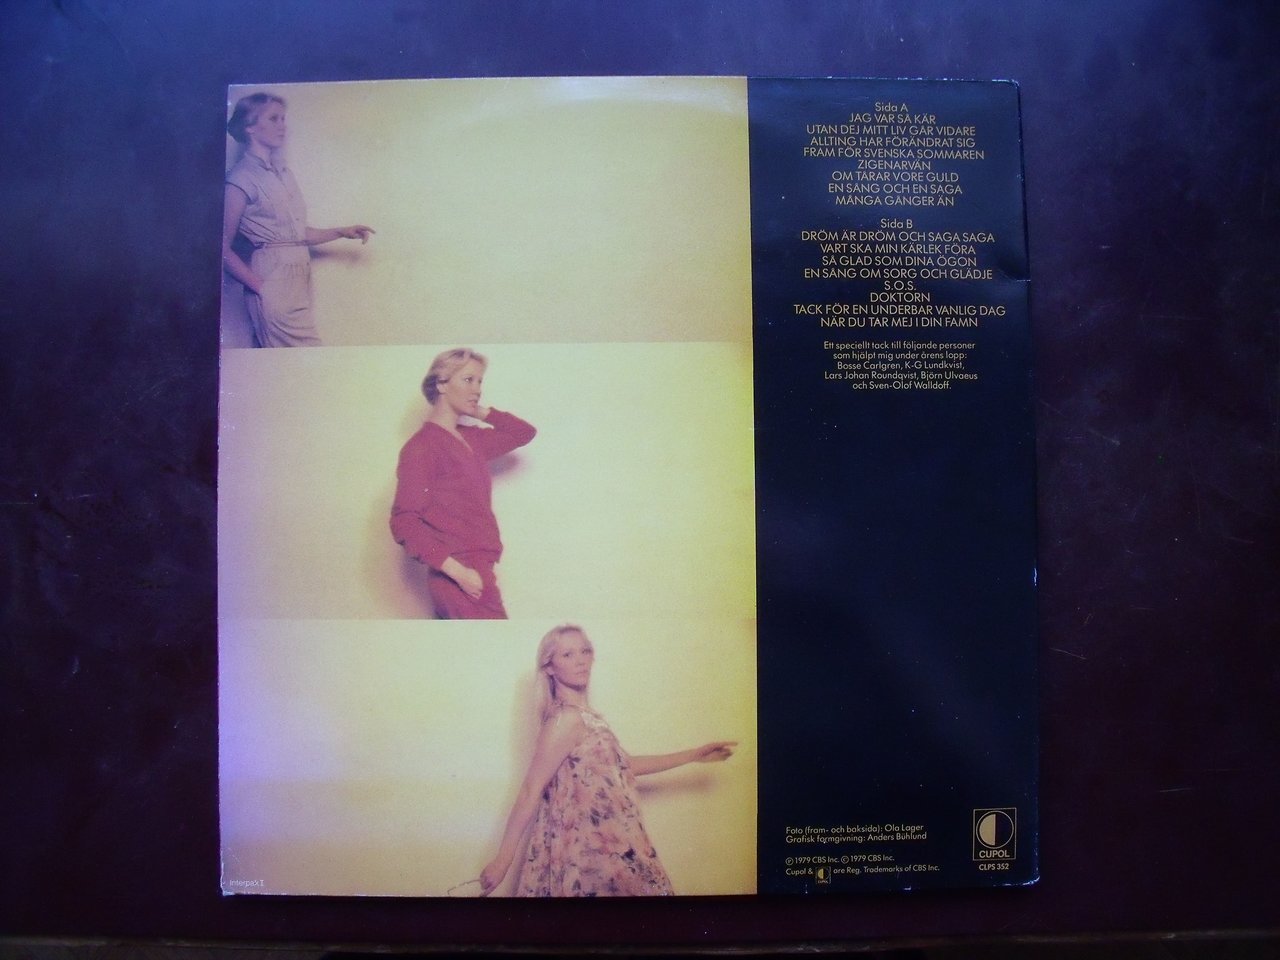 Sida A
JAG VAR SÅ KÄR
UTAN DEJ MITT LIV GÅR VIDARE
ALLTING HAR FÖRÄNDRAT SIG
FRAM FÖR SVENSKA SOMMAREN
ZIGENARVÄN
OM TÅRAR VORE GULD
EN SÅNG OCH EN SAGA
MÅNGA GÅNGER ÄN
Sida B
DRÖM ÄR DRÖM OCH SAGA SAGA
VART SKA MIN KÄRLEK FÖRA
SÅ GLAD SOM DINA ÖGON
EN SÅNG OM SORG OCH GLÄDJE
S.O.S.
DOKTORN
TACK FÖR EN UNDERBAR VANLIG DAG
NÄR DU TAR MEJ I DIN FAMN
Ett speciellt tack till följande personer
som hjälpt mig under årens lopp:
Bosse Carlgren, K-G Lundkvist,
Lars Johan Roundqvist, Björn Ulvaeus
och Sven-Olof Walldoff.
Foto (fram- och baksida): Ola Lager
Grafisk formgivning: Anders Bühlund
℗ 1979 CBS Inc. © 1979 CBS Inc.
Cupol & CUPOL are Reg. Trademarks of CBS Inc.
CUPOL
CLPS 352
Interpak I